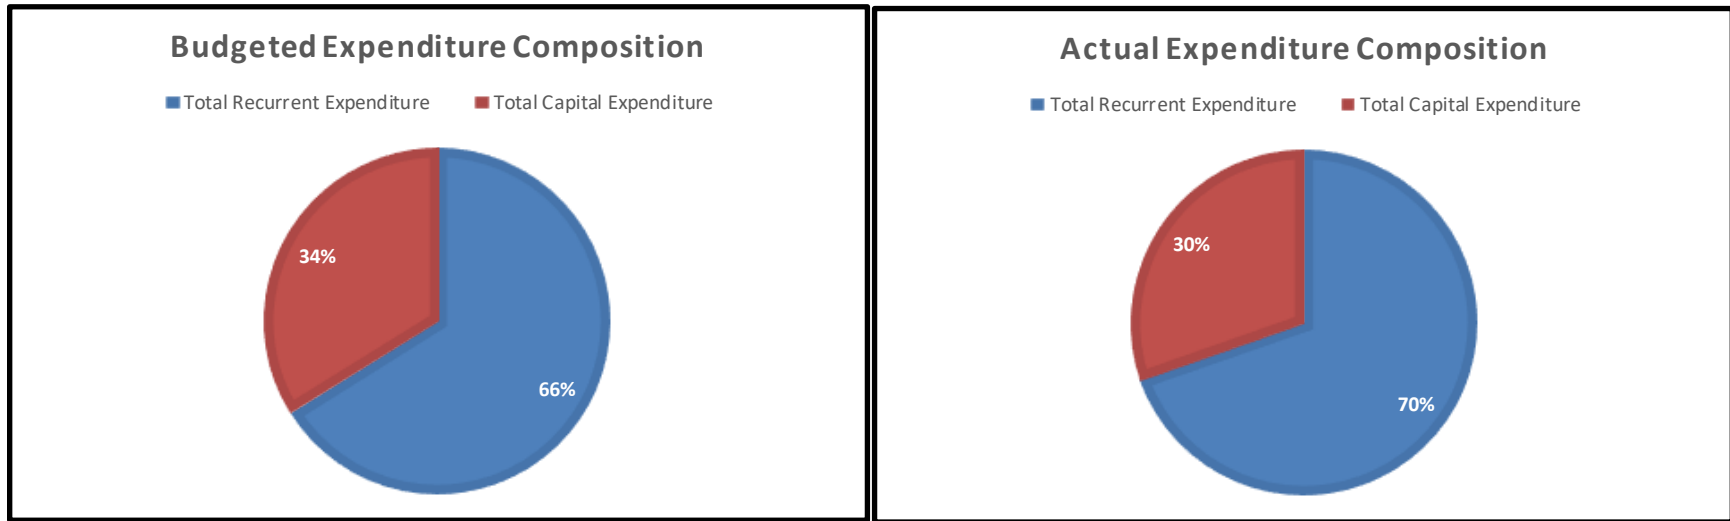 Budgeted Expenditure Composition
Total Recurrent Expenditure Total Capital Expenditure
34%
66%
Actual Expenditure Composition
Total Recurrent Expenditure Total Capital Expenditure
30%
70%